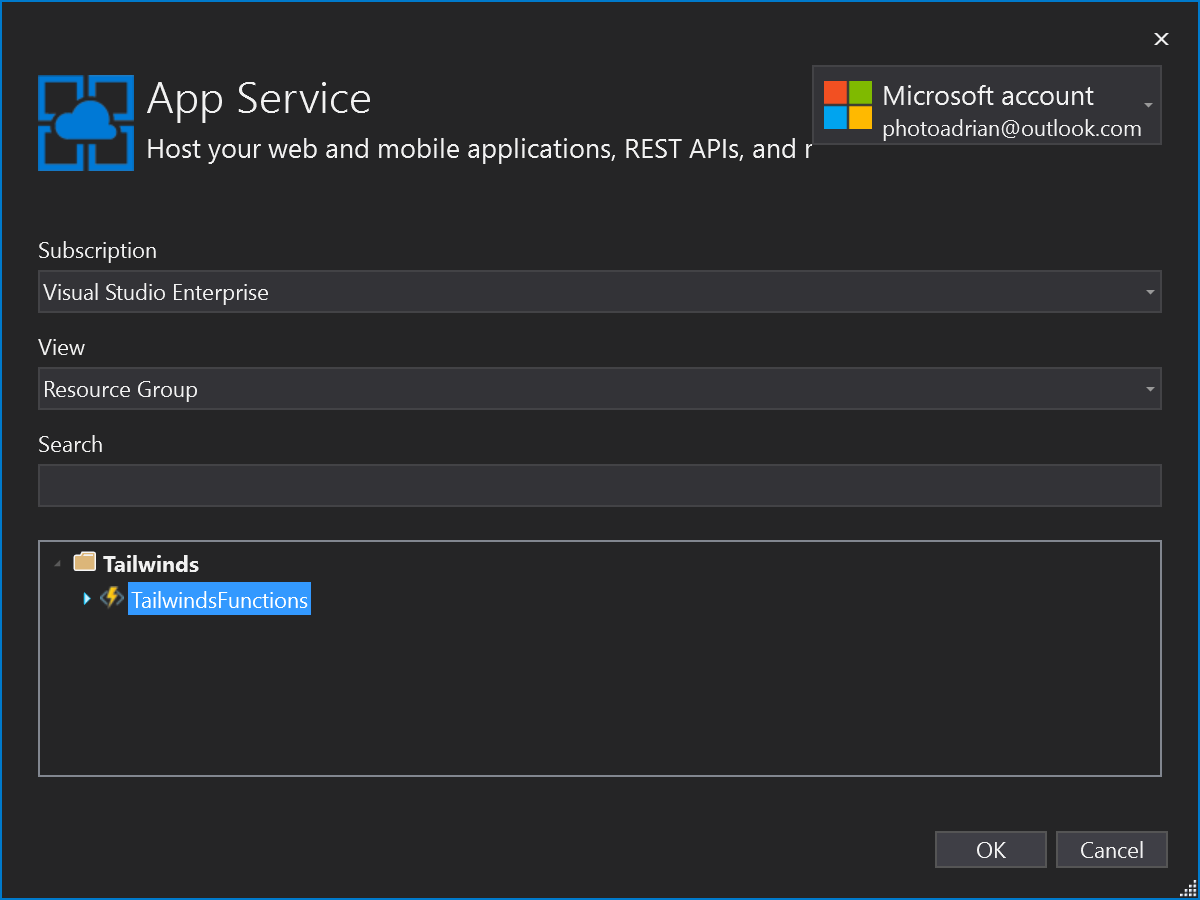 App Service
Host your web and mobile applications, REST APIs, and
Microsoft account
photoadrian@outlook.com
Subscription
Visual Studio Enterprise
View
Resource Group
Search
Tailwinds
TailwindsFunctions
OK
Cancel